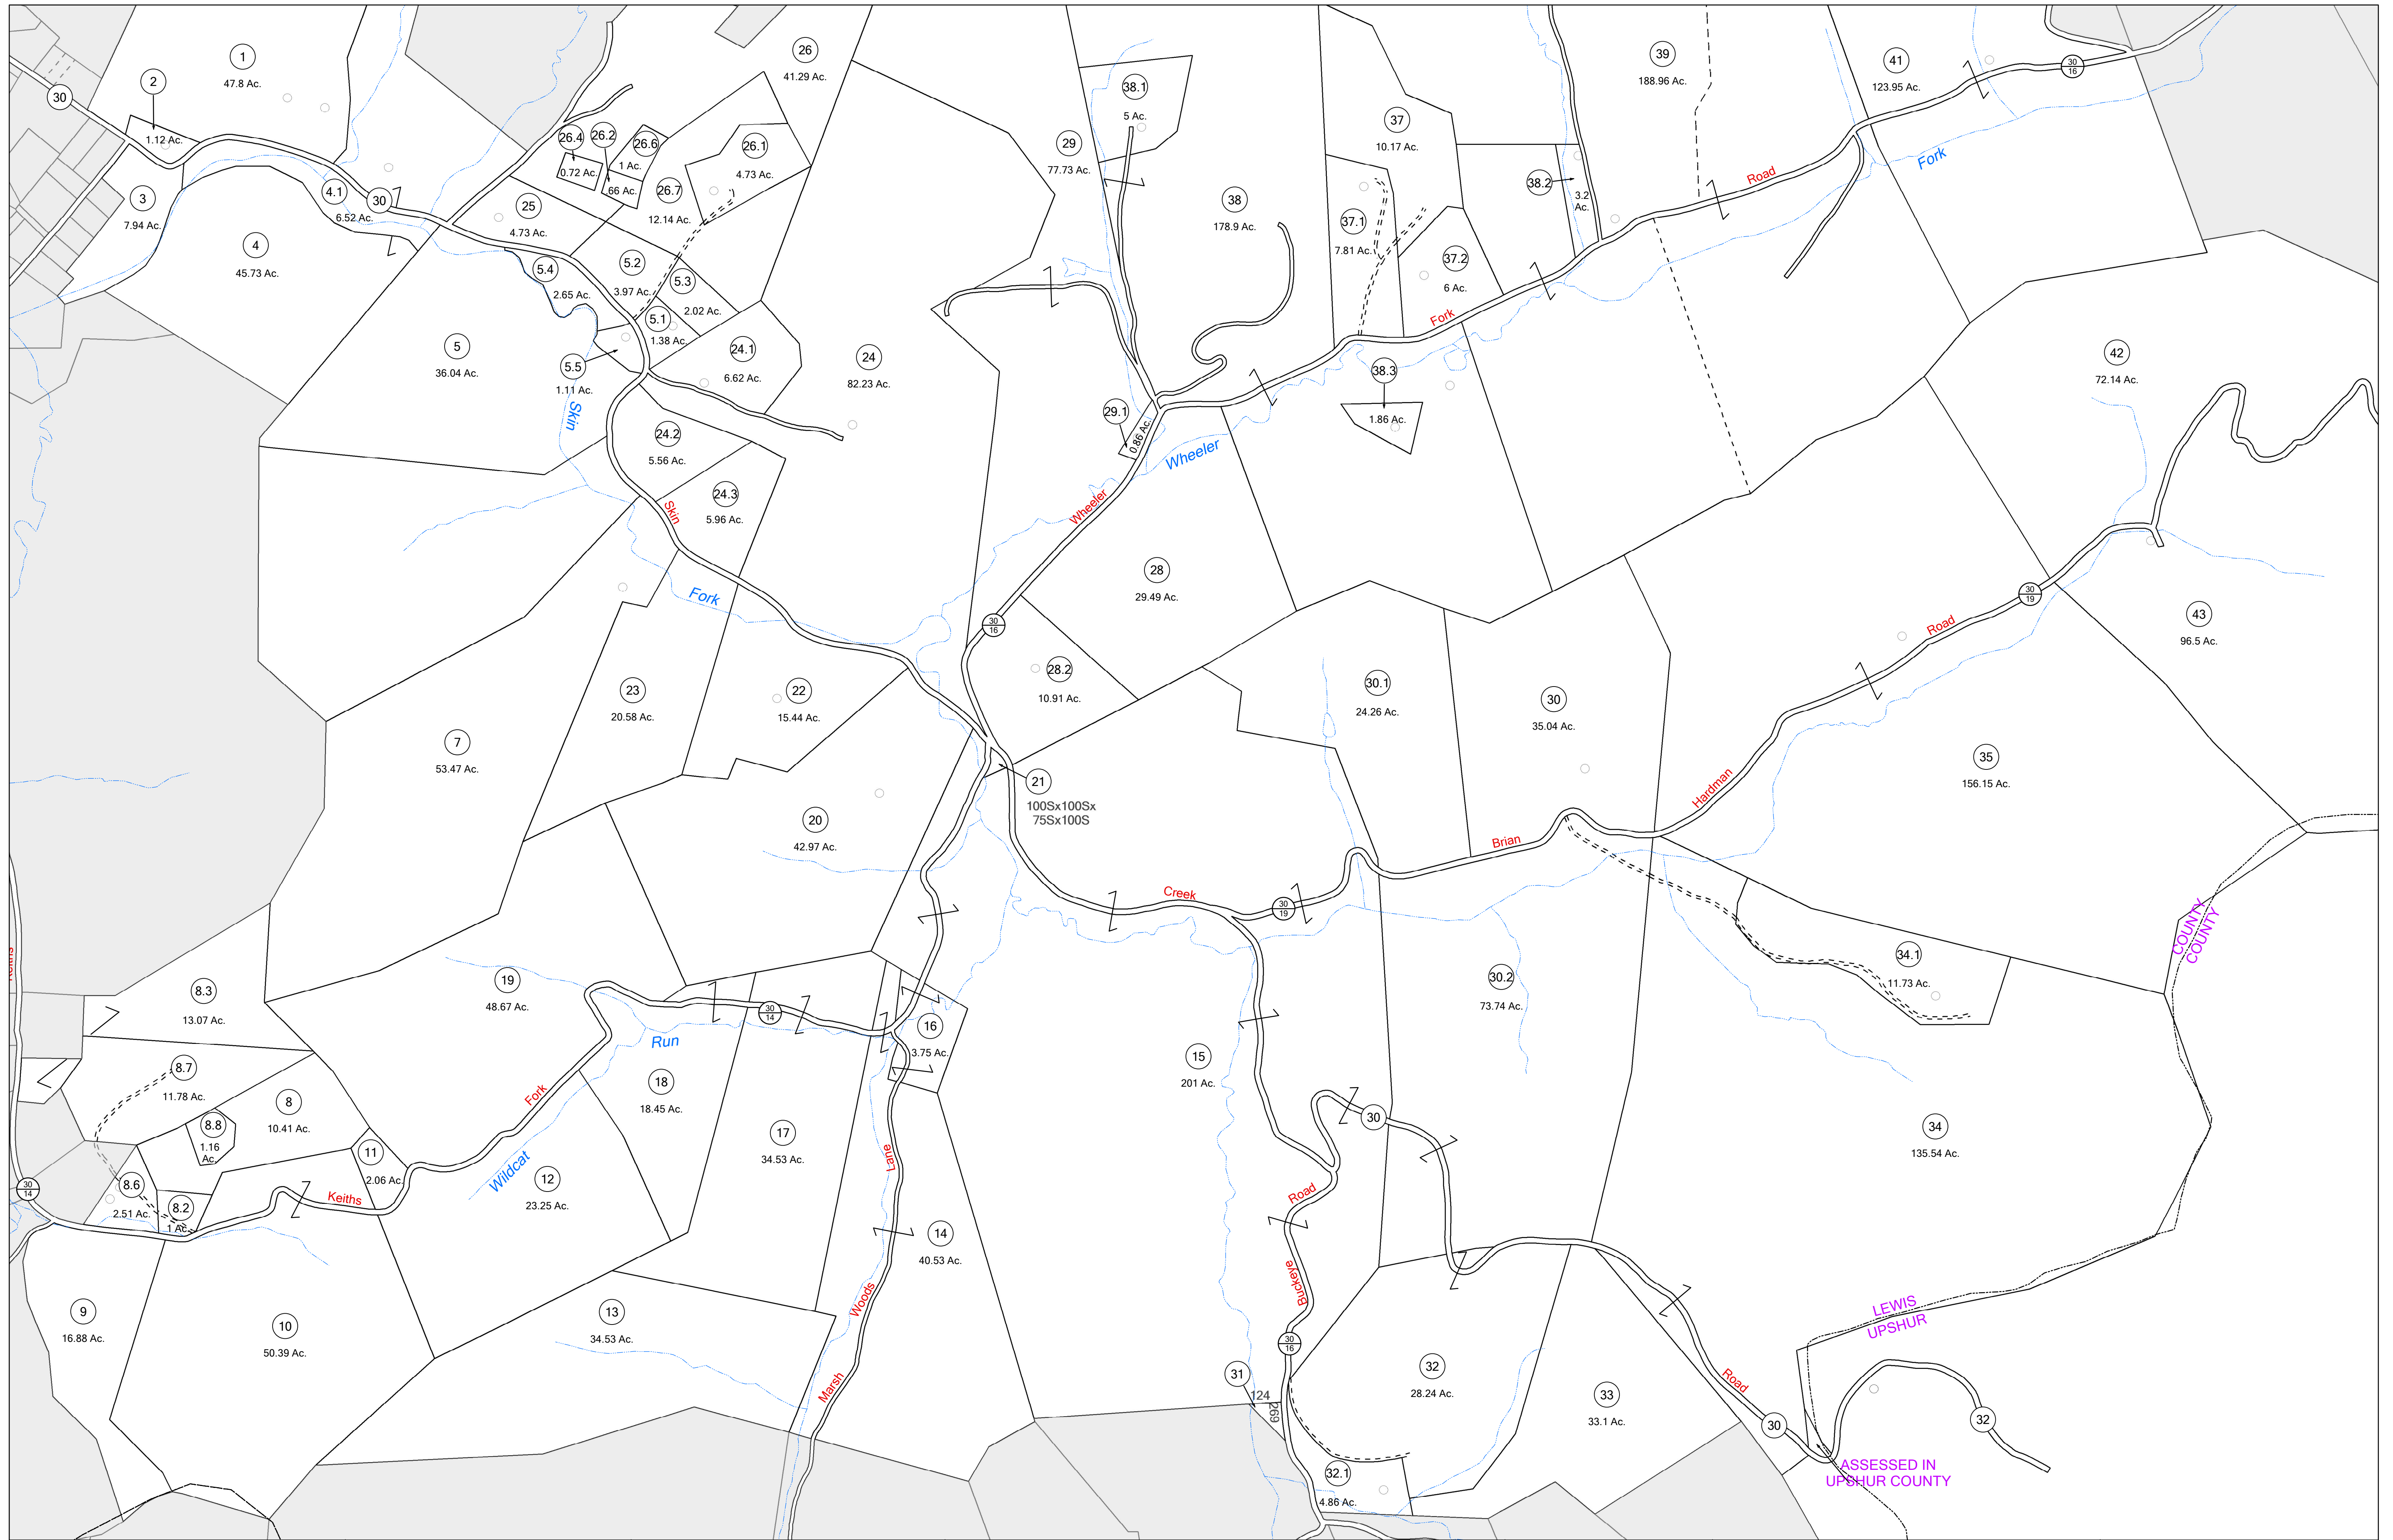 1
47.8 Ac.
2
1.12 Ac.
30
3
7.94 Ac.
4.1
6.52 Ac.
30
4
45.73 Ac.
26
41.29 Ac.
26.4
0.72 Ac.
26.2
.66 Ac.
26.6
1 Ac.
26.1
4.73 Ac.
26.7
12.14 Ac.
25
4.73 Ac.
5.4
2.65 Ac.
5.2
3.97 Ac.
5.3
2.02 Ac.
5.1
1.38 Ac.
5.5
1.11 Ac.
5
36.04 Ac.
24.1
6.62 Ac.
24
82.23 Ac.
24.2
5.56 Ac.
24.3
5.96 Ac.
Skin
Skin
Fork
29
77.73 Ac.
38.1
5 Ac.
38
178.9 Ac.
37
10.17 Ac.
37.1
7.81 Ac.
37.2
6 Ac.
38.2
3.2
Ac.
39
188.96 Ac.
41
123.95 Ac.
30
16
Road
Fork
Fork
38.3
1.86 Ac.
29.1
0.86 Ac.
Wheeler
Wheeler
42
72.14 Ac.
28
29.49 Ac.
30
16
28.2
10.91 Ac.
30
19
43
96.5 Ac.
Road
30.1
24.26 Ac.
30
35.04 Ac.
35
156.15 Ac.
Hardman
Brian
23
20.58 Ac.
22
15.44 Ac.
7
53.47 Ac.
21
100Sx100Sx
75Sx100S
20
42.97 Ac.
Creek
30
19
COUNTY
COUNTY
34.1
11.73 Ac.
30.2
73.74 Ac.
8.3
13.07 Ac.
19
48.67 Ac.
30
14
Run
16
3.75 Ac.
15
201 Ac.
8.7
11.78 Ac.
8
10.41 Ac.
8.8
1.16
Ac.
11
2.06 Ac.
Fork
18
18.45 Ac.
17
34.53 Ac.
30
34
135.54 Ac.
30
14
8.6
2.51 Ac.
8.2
1 Ac.
Keiths
Wildcat
12
23.25 Ac.
Lane
14
40.53 Ac.
Road
Buckeye
9
16.88 Ac.
10
50.39 Ac.
13
34.53 Ac.
Woods
Marsh
30
16
LEWIS
UPSHUR
31
124
269
32
28.24 Ac.
33
33.1 Ac.
Road
30
32
32.1
4.86 Ac.
ASSESSED IN
UPSHUR COUNTY